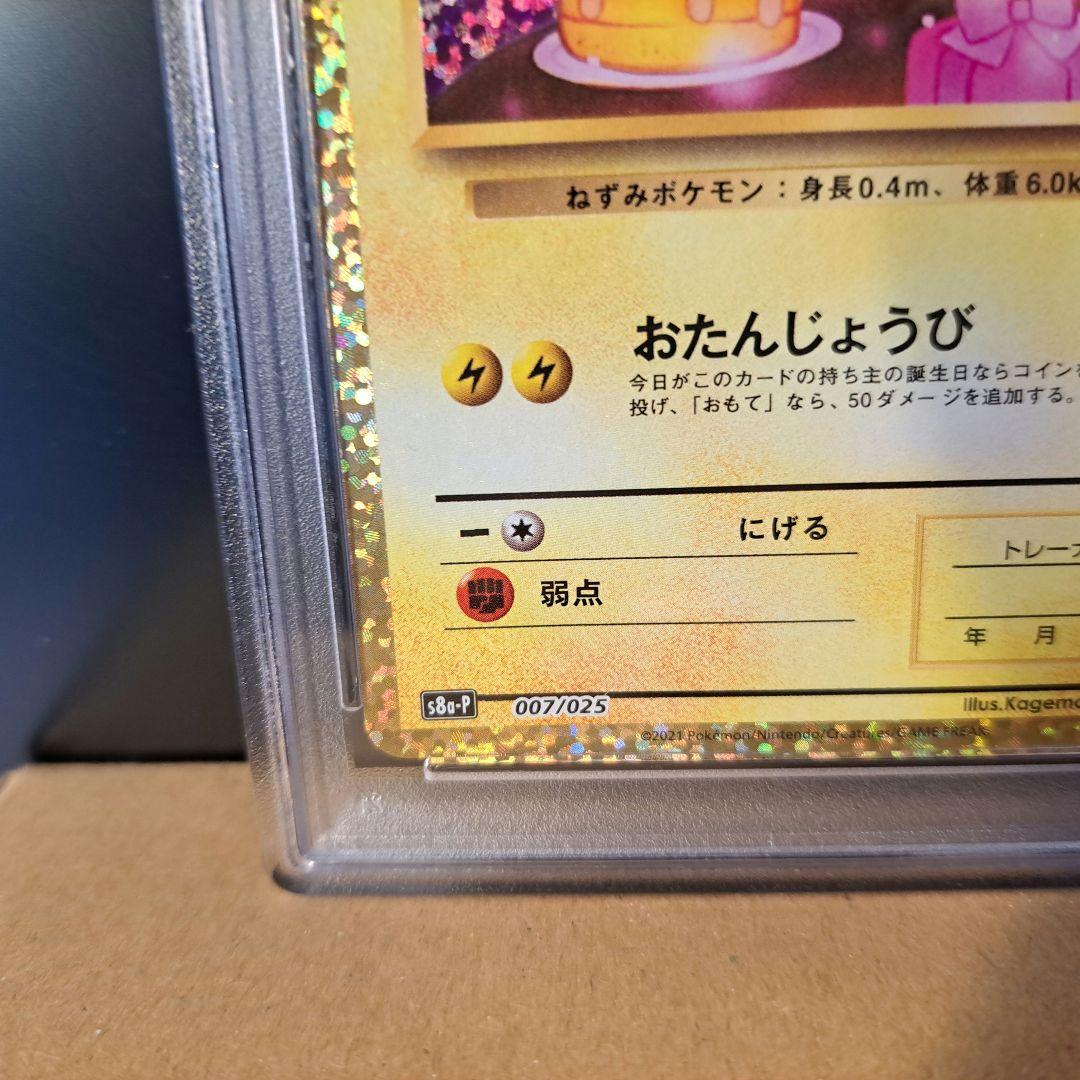 ねずみポケモン：身長0.4m、体重6.0k
おたんじょうび
今日がこのカードの持ち主の誕生日ならコインを
投げ、「おもて」なら、50ダメージを追加する。
にげる
トレーナ
弱点
年 月
s8a-P 007/025 Illus.Kagema
©2021 Pokémon/Nintendo/Creatures/GAME FREAK